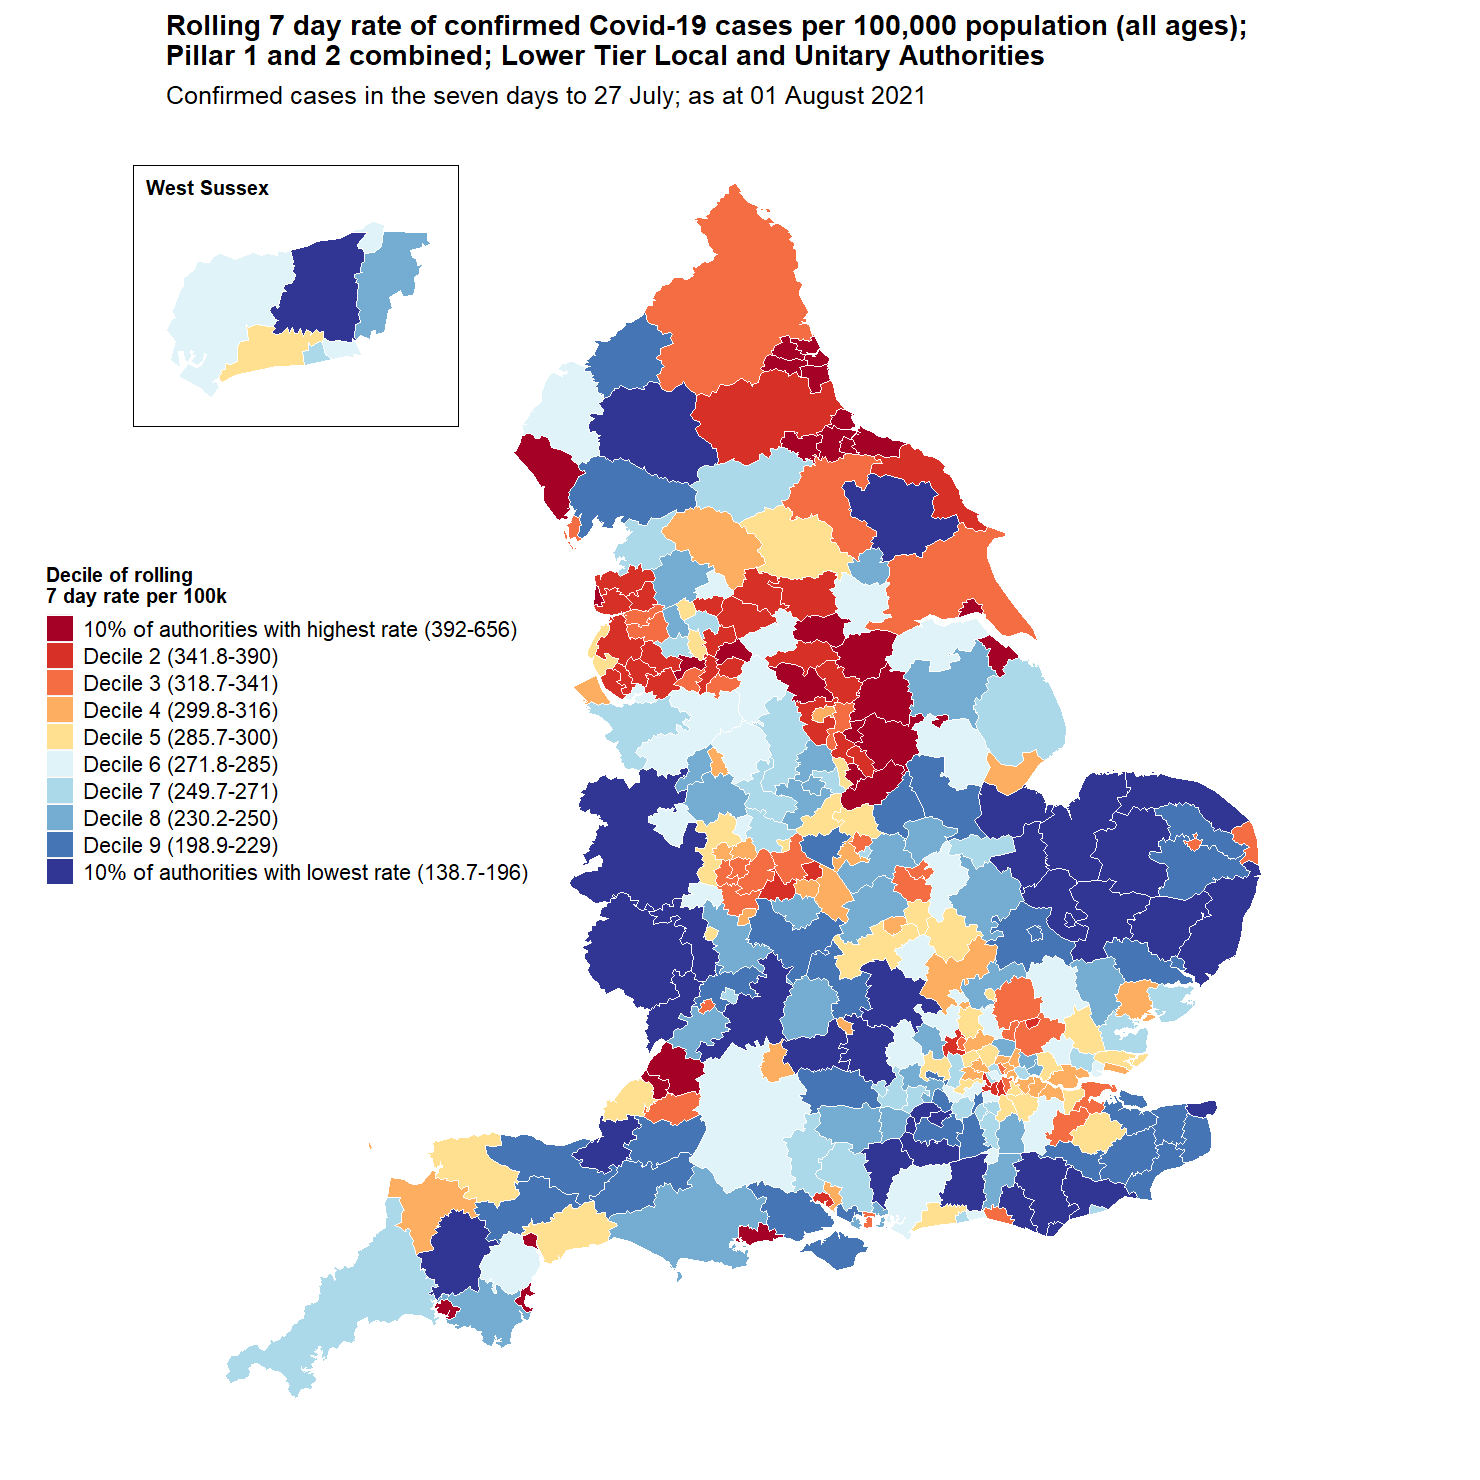 Rolling 7 day rate of confirmed Covid-19 cases per 100,000 population (all ages);
Pillar 1 and 2 combined; Lower Tier Local and Unitary Authorities
Confirmed cases in the seven days to 27 July; as at 01 August 2021
West Sussex
Decile of rolling
7 day rate per 100k
10% of authorities with highest rate (392-656)
Decile 2 (341.8-390)
Decile 3 (318.7-341)
Decile 4 (299.8-316)
Decile 5 (285.7-300)
Decile 6 (271.8-285)
Decile 7 (249.7-271)
Decile 8 (230.2-250)
Decile 9 (198.9-229)
10% of authorities with lowest rate (138.7-196)